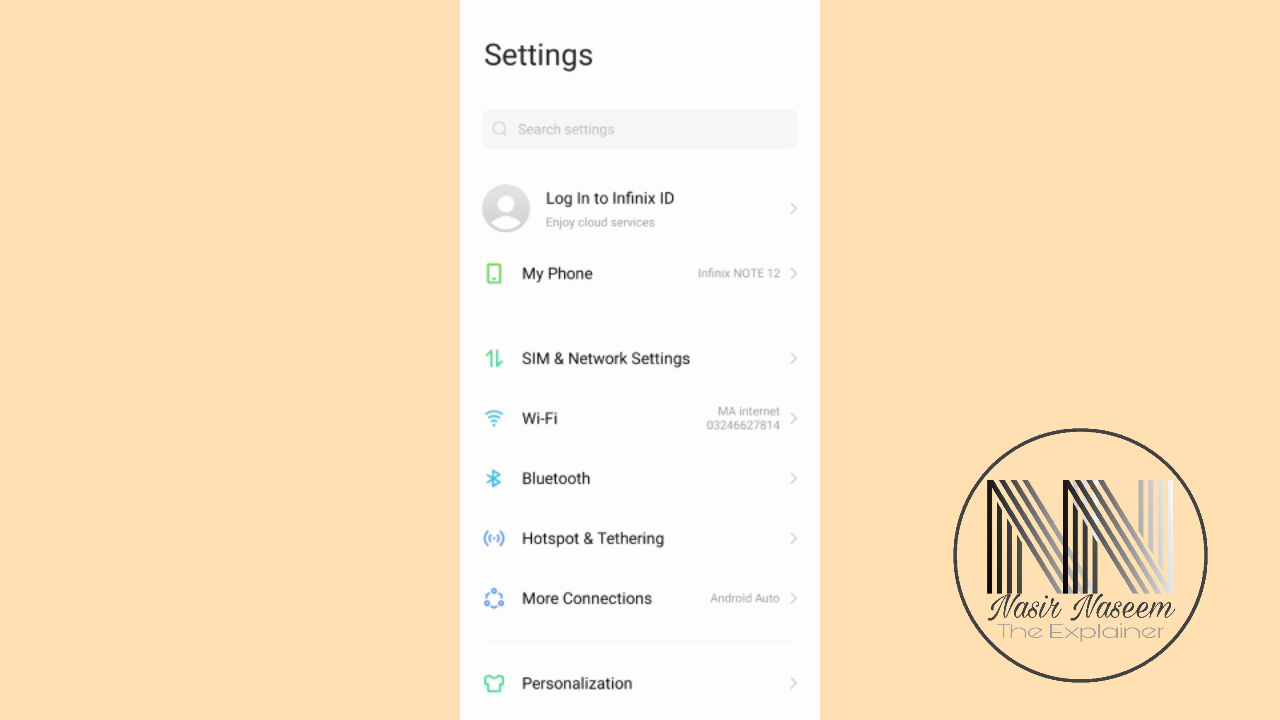 Settings
Search settings
Log In to Infinix ID
Enjoy cloud services
My Phone
Infinix NOTE 12
SIM & Network Settings
Wi-Fi
MA internet
03246627814
Bluetooth
Hotspot & Tethering
More Connections
Android Auto
Personalization
NN
Nasir Naseem
The Explainer